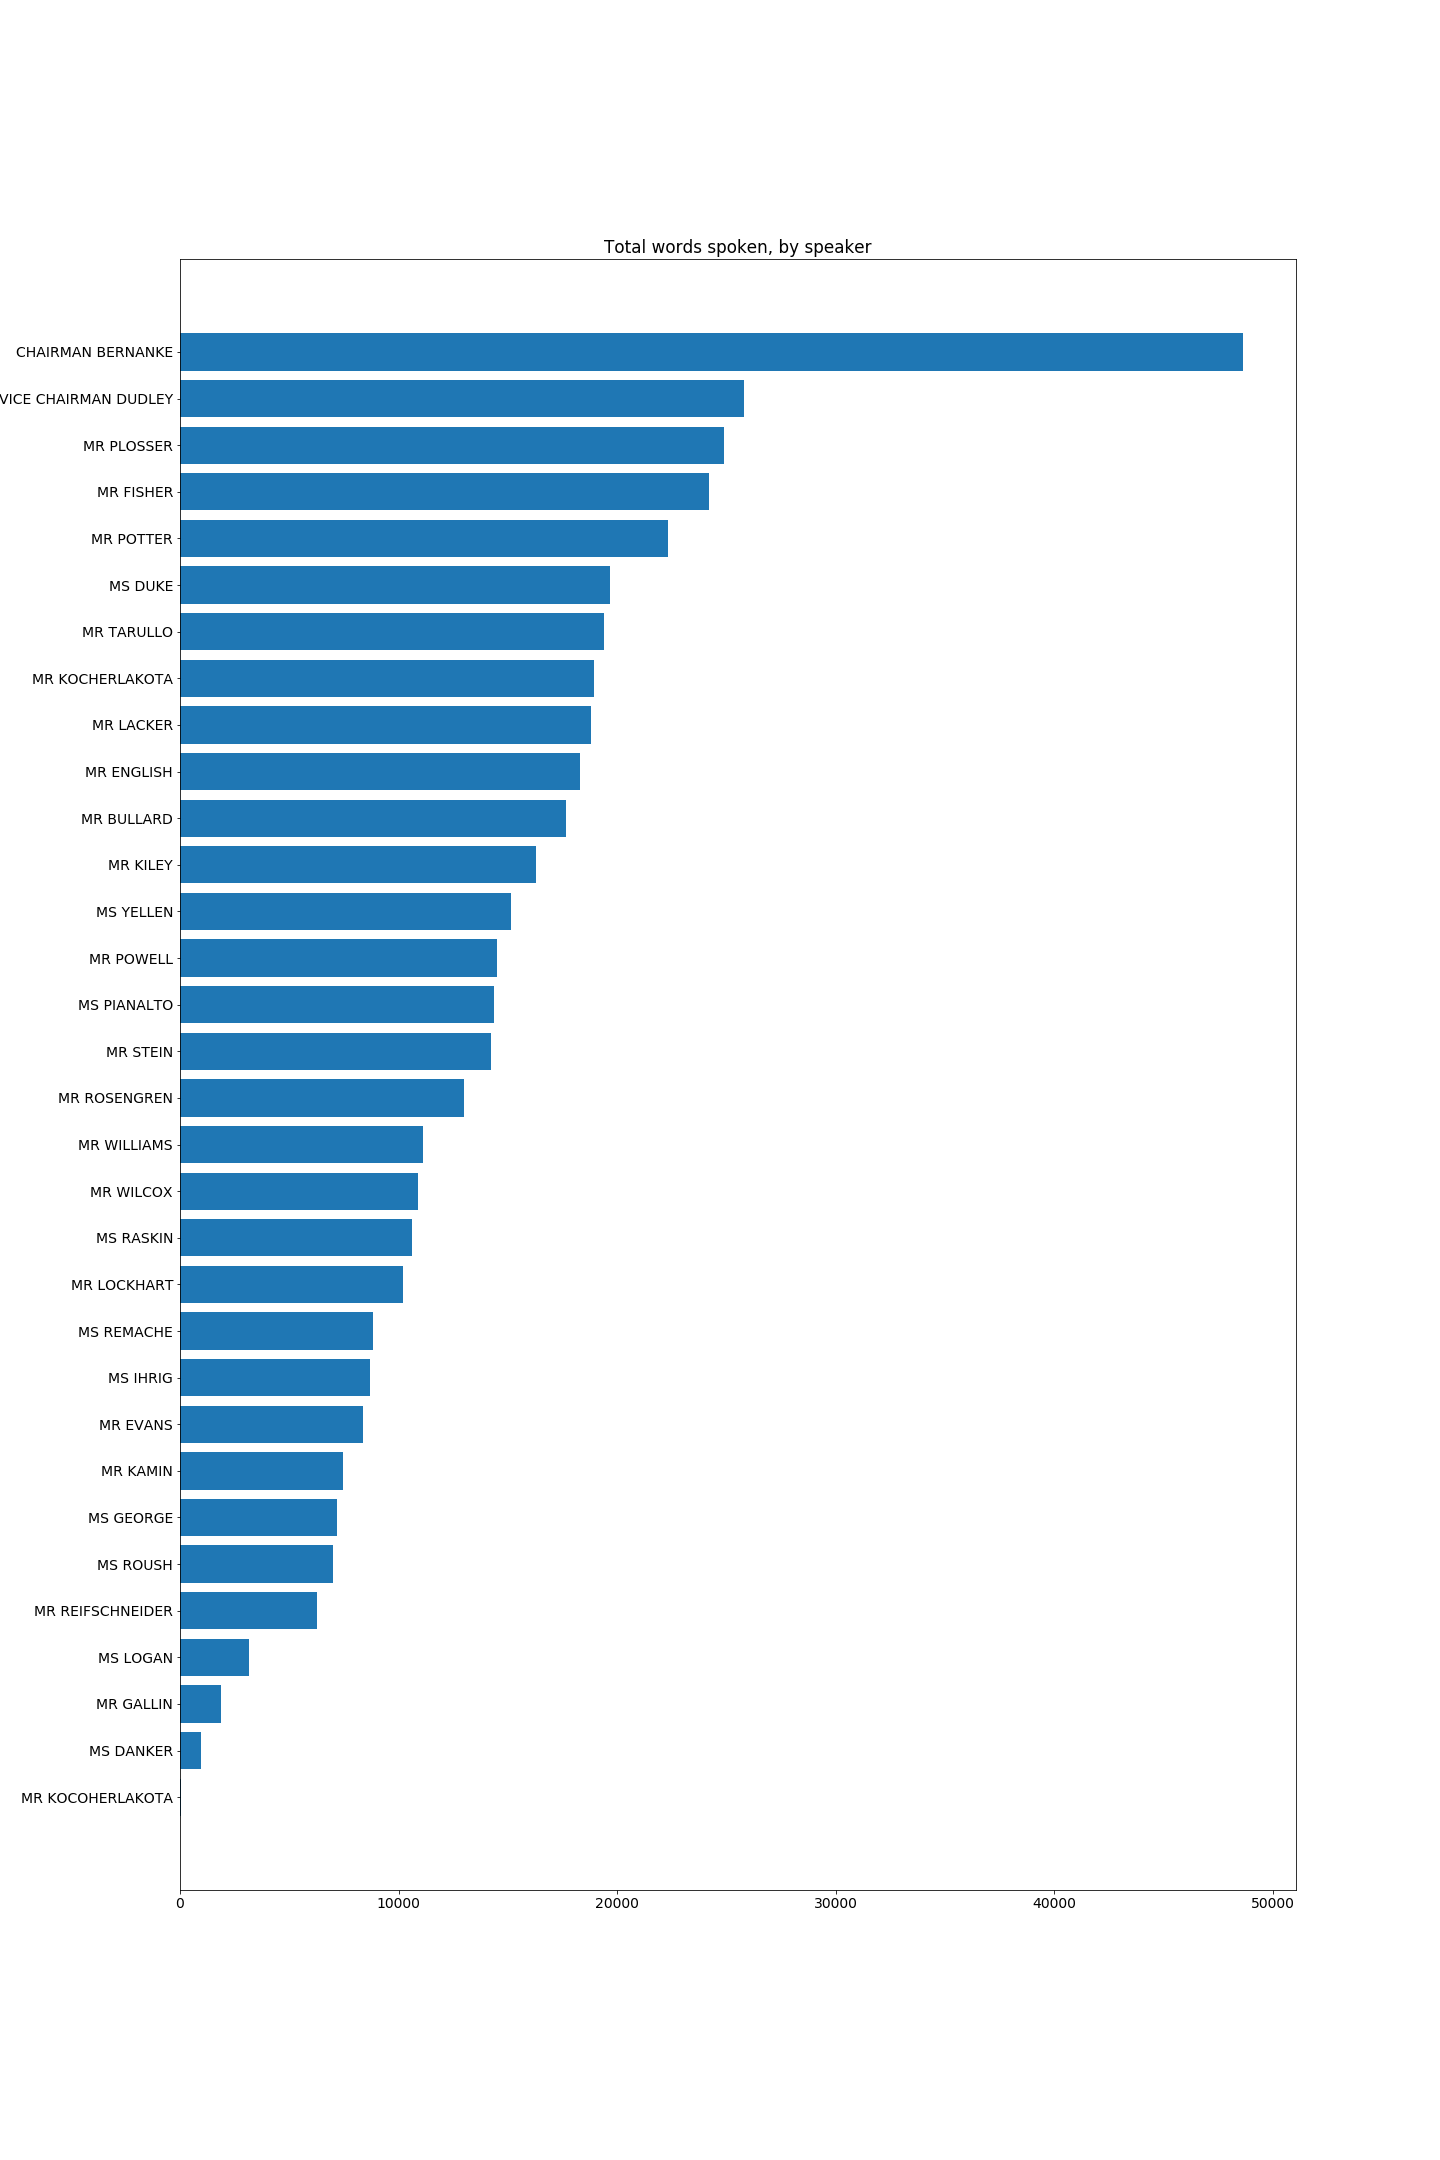 Total words spoken, by speaker
CHAIRMAN BERNANKE
VICE CHAIRMAN DUDLEY
MR PLOSSER
MR FISHER
MR POTTER
MS DUKE
MR TARULLO
MR KOCHERLAKOTA
MR LACKER
MR ENGLISH
MR BULLARD
MR KILEY
MS YELLEN
MR POWELL
MS PIANALTO
MR STEIN
MR ROSENGREN
MR WILLIAMS
MR WILCOX
MS RASKIN
MR LOCKHART
MS REMACHE
MS IHRIG
MR EVANS
MR KAMIN
MS GEORGE
MS ROUSH
MR REIFSCHNEIDER
MS LOGAN
MR GALLIN
MS DANKER
MR KOCOHERLAKOTA
0 10000 20000 30000 40000 50000